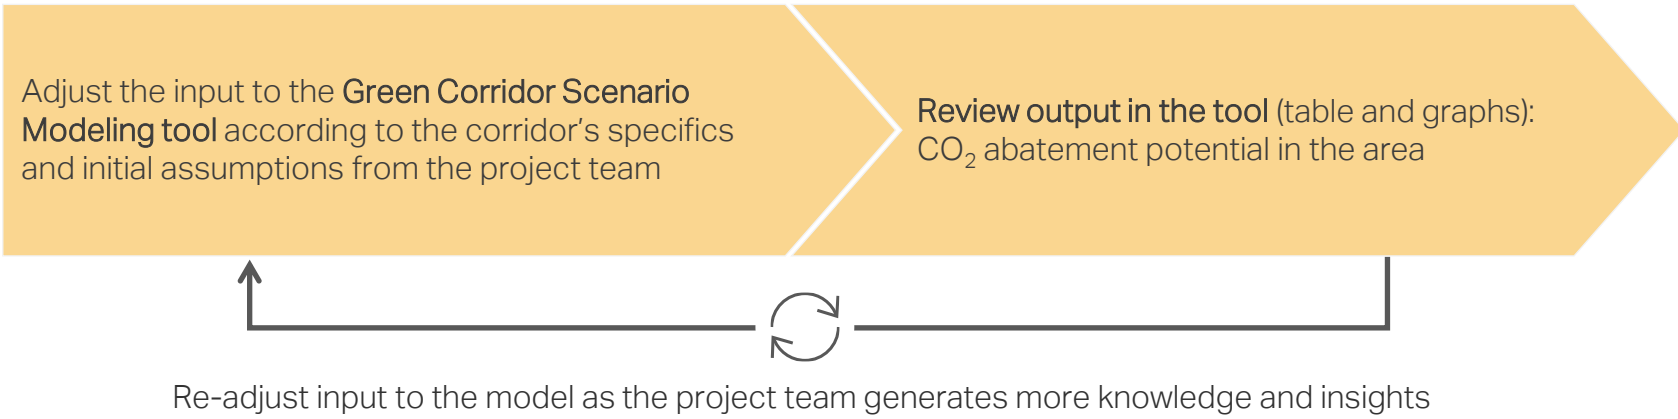 Adjust the input to the Green Corridor Scenario
Modeling tool according to the corridor's specifics
and initial assumptions from the project team
Review output in the tool (table and graphs):
CO₂ abatement potential in the area
Re-adjust input to the model as the project team generates more knowledge and insights